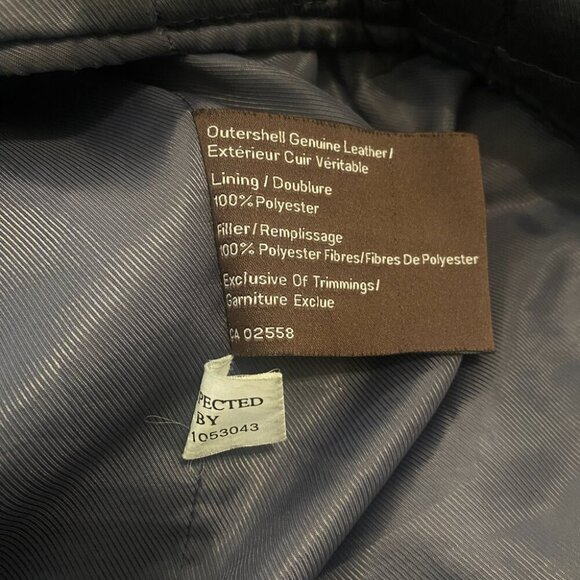 Outershell Genuine Leather/
Extérieur Cuir Véritable
Lining / Doublure
100% Polyester
Filler/Remplissage
100% Polyester Fibres/Fibres De Polyester
Exclusive Of Trimmings/
Garniture Exclue
CA 02558
PECTED
BY
1053043